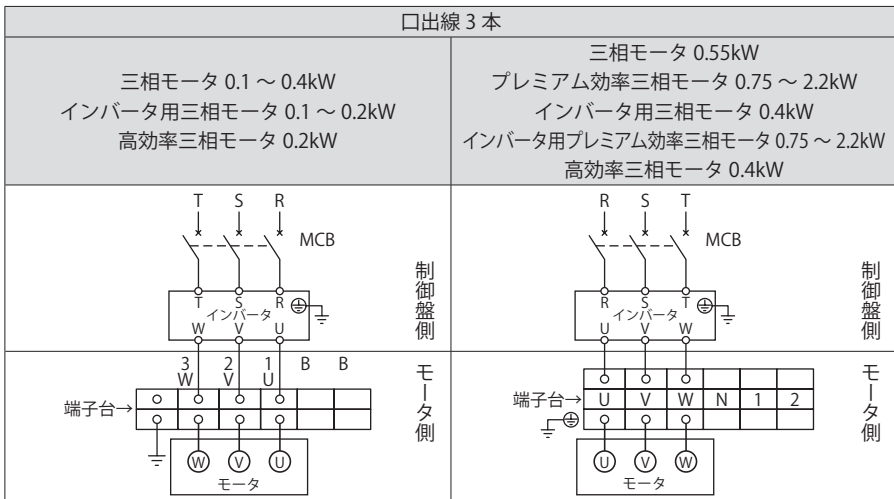 口出線 3 本
三相モータ 0.1 ～ 0.4kW
インバータ用三相モータ 0.1 ～ 0.2kW
高効率三相モータ 0.2kW
三相モータ 0.55kW
プレミアム効率三相モータ 0.75 ～ 2.2kW
インバータ用三相モータ 0.4kW
インバータ用プレミアム効率三相モータ 0.75 ～ 2.2kW
高効率三相モータ 0.4kW
T S R
MCB
T S R
インバータ
W V U
制御盤側
3 2 1 B B
W V U
端子台→
W V U
モータ
モータ側
R S T
MCB
R S T
インバータ
U V W
制御盤側
端子台→ U V W N 1 2
U V W
モータ
モータ側